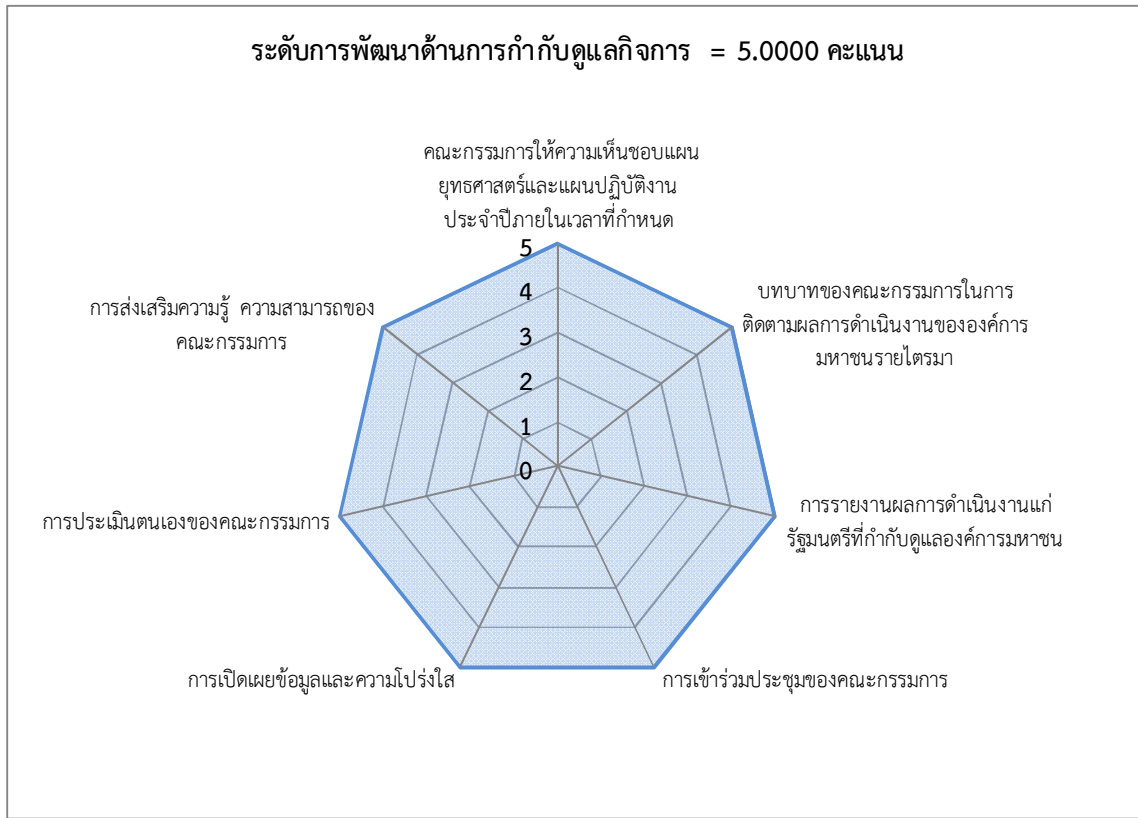 ระดับการพัฒนาด้านการกำกับดูแลกิจการ = 5.0000 คะแนน
คณะกรรมการให้ความเห็นชอบแผน
ยุทธศาสตร์และแผนปฏิบัติงาน
ประจำปีภายในเวลาที่กำหนด
5
4
3
2
1
0
บทบาทของคณะกรรมการในการ
ติดตามผลการดำเนินงานขององค์การ
มหาชนรายไตรมา
การรายงานผลการดำเนินงานแก่
รัฐมนตรีที่กำกับดูแลองค์การมหาชน
การเข้าร่วมประชุมของคณะกรรมการ
การเปิดเผยข้อมูลและความโปร่งใส
การประเมินตนเองของคณะกรรมการ
การส่งเสริมความรู้ ความสามารถของ
คณะกรรมการ